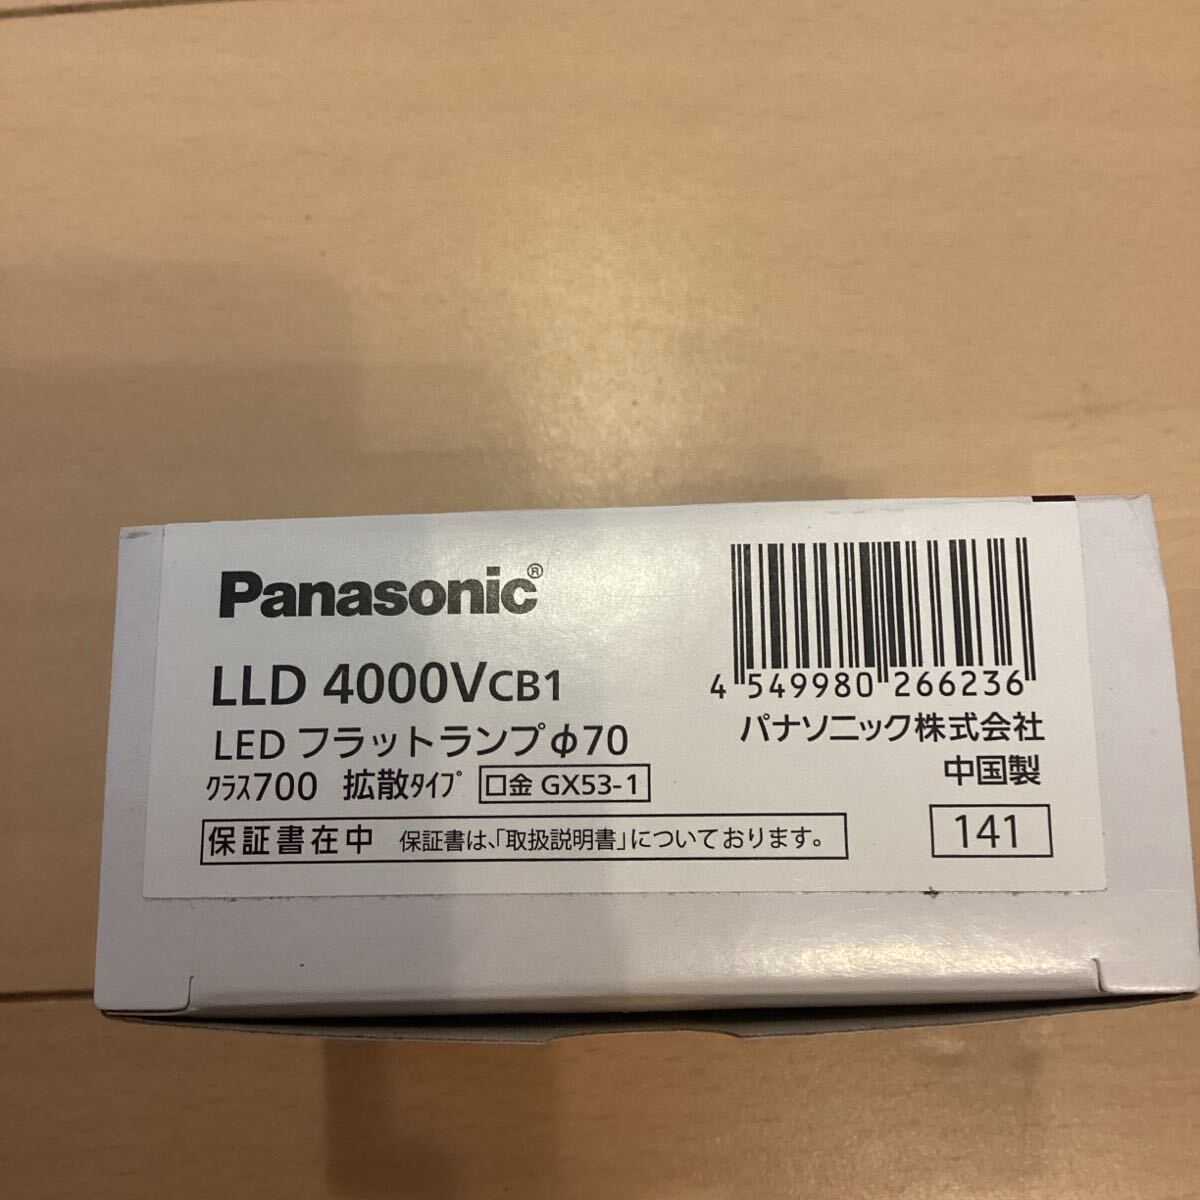 Panasonic®
LLD 4000VCB1
LED フラットランプφ70
クラス700 拡散タイプ 口金 GX53-1
保証書在中 保証書は、「取扱説明書」についております。
4 549980 266236
パナソニック株式会社
中国製
141